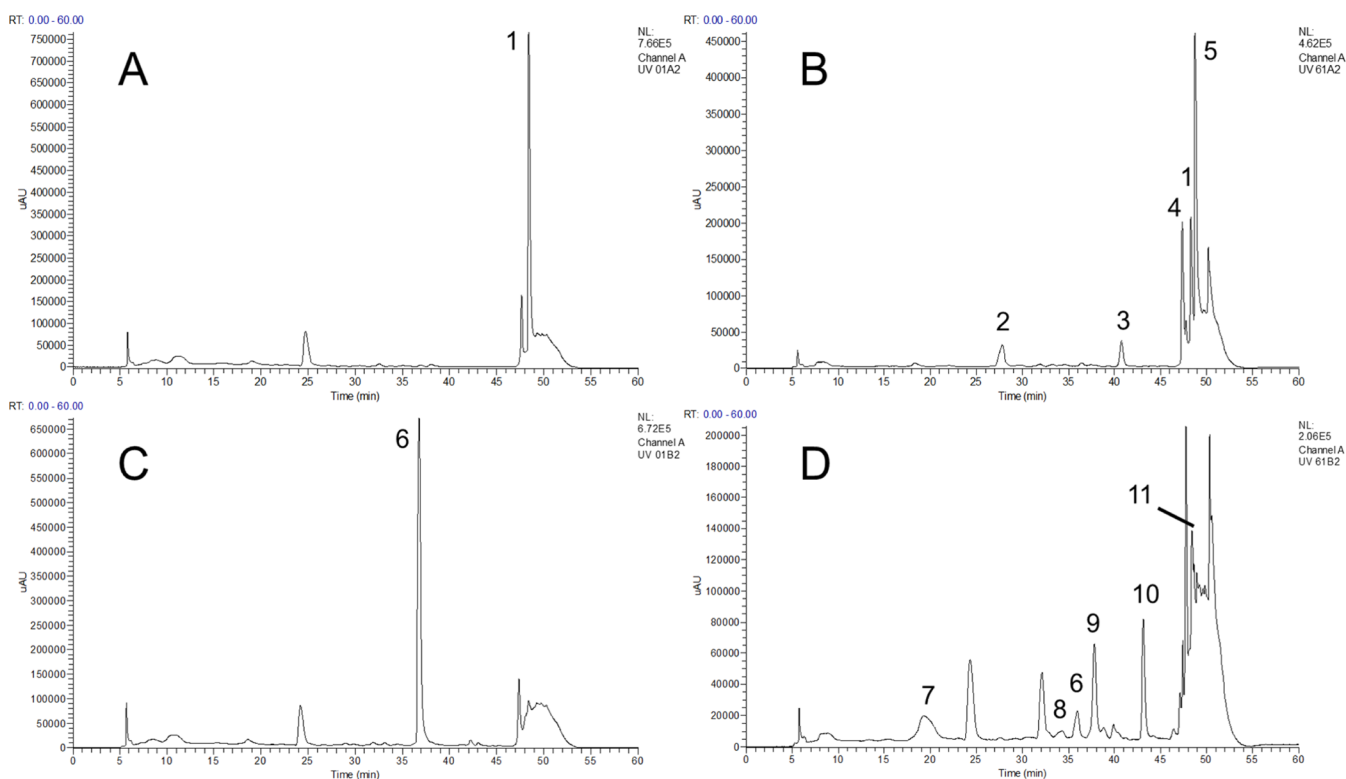 RT: 0.00 - 60.00
NL:
7.66E5
Channel A
UV 01A2
A
1
uAU
750000
700000
650000
600000
550000
500000
450000
400000
350000
300000
250000
200000
150000
100000
50000
0
0 5 10 15 20 25 30 35 40 45 50 55 60
Time (min)
RT: 0.00 - 60.00
NL:
4.62E5
Channel A
UV 61A2
B
5
1
4
2
3
uAU
450000
400000
350000
300000
250000
200000
150000
100000
50000
0
0 5 10 15 20 25 30 35 40 45 50 55 60
Time (min)
RT: 0.00 - 60.00
NL:
6.72E5
Channel A
UV 01B2
C
6
uAU
650000
600000
550000
500000
450000
400000
350000
300000
250000
200000
150000
100000
50000
0
0 5 10 15 20 25 30 35 40 45 50 55 60
Time (min)
RT: 0.00 - 60.00
NL:
2.06E5
Channel A
UV 61B2
D
11
10
9
6
7
8
uAU
200000
180000
160000
140000
120000
100000
80000
60000
40000
20000
0
0 5 10 15 20 25 30 35 40 45 50 55 60
Time (min)